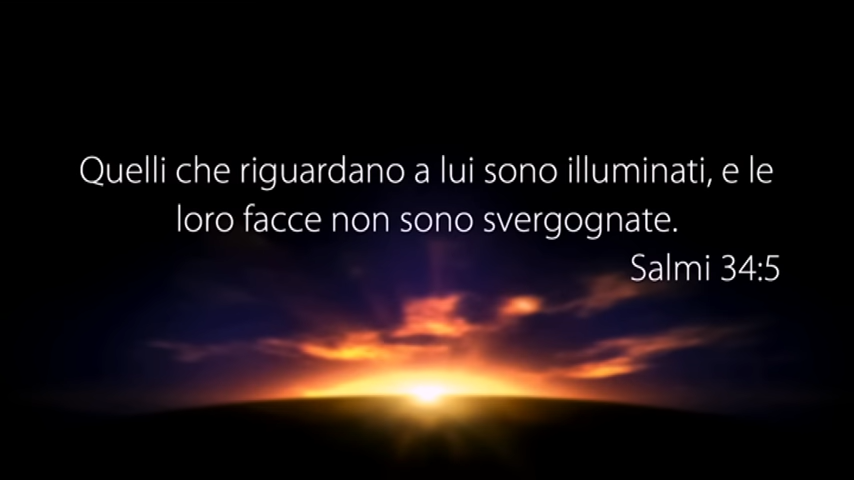 Quelli che riguardano a lui sono illuminati, e le
loro facce non sono svergognate.
Salmi 34:5